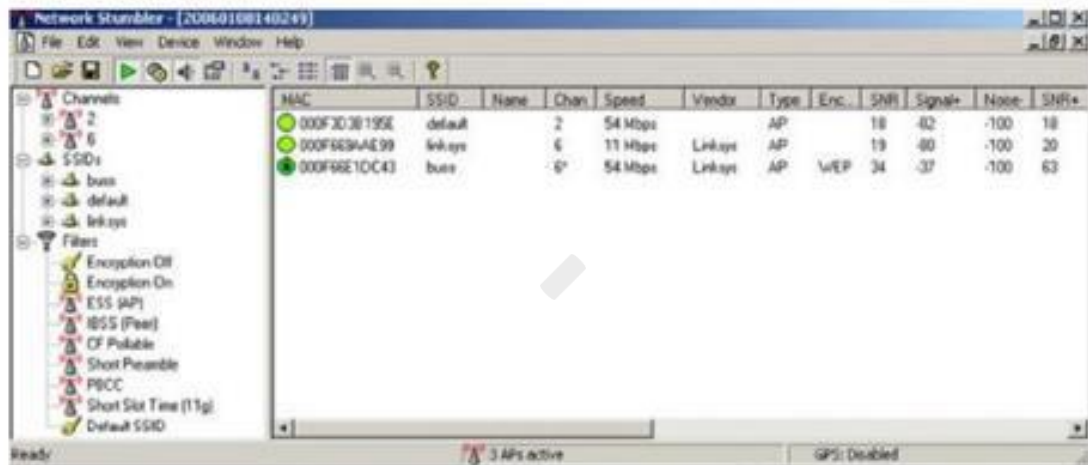 Network Stumbler - [20060108140249]
File Edit View Device Window Help
Channels
2
6
SSIDs
buss
default
linksys
Filters
Encryption Off
Encryption On
ESS (AP)
IBSS (Peer)
CF Pollable
Short Preamble
PBCC
Short Slot Time (11g)
Default SSID
MAC SSID Name Chan Speed Vendor Type Enc.. SNR Signal+ Noise- SNR+
000F3D38195E default 2 54 Mbps AP 18 -82 -100 18
000F669AAE99 linksys 6 11 Mbps Linksys AP 19 -80 -100 20
000F66E1DC43 buss 6* 54 Mbps Linksys AP WEP 34 -37 -100 63
Ready 3 APs active GPS: Disabled